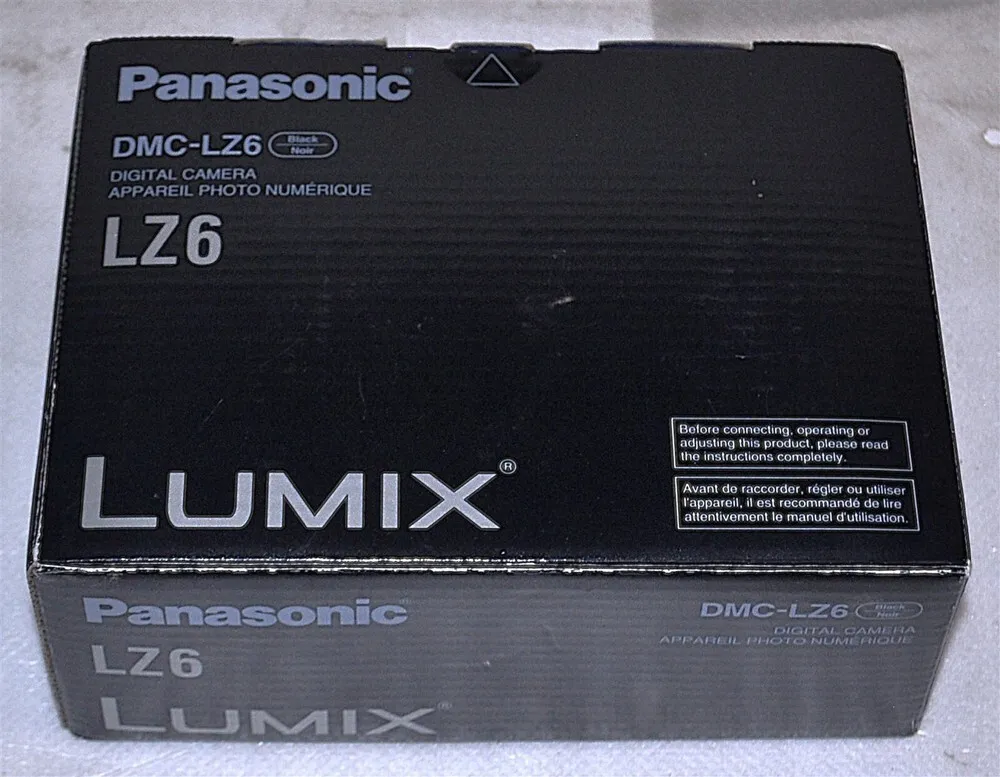 Panasonic
DMC-LZ6 Black
Noir
DIGITAL CAMERA
APPAREIL PHOTO NUMÉRIQUE
LZ6
LUMIX®
Before connecting, operating or
adjusting this product, please read
the instructions completely.
Avant de raccorder, régler ou utiliser
l'appareil, il est recommandé de lire
attentivement le manuel d'utilisation.
Panasonic
DMC-LZ6 Black
Noir
DIGITAL CAMERA
APPAREIL PHOTO NUMÉRIQUE
LZ6
LUMIX®